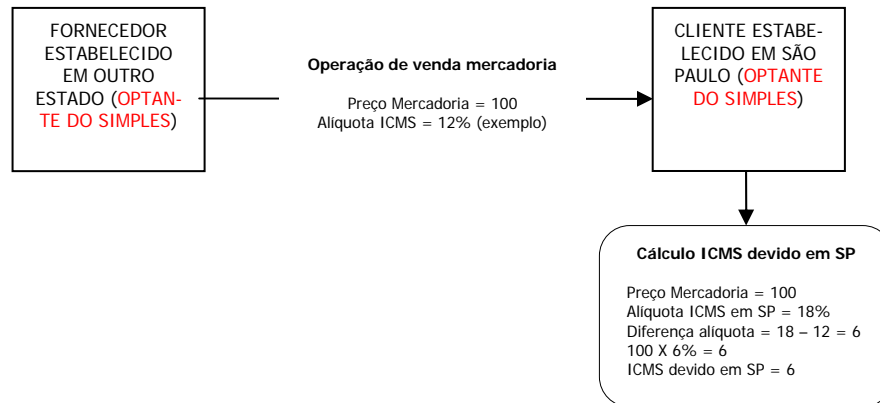 FORNECEDOR
ESTABELECIDO
EM OUTRO
ESTADO (OPTAN-
TE DO SIMPLES)
Operação de venda mercadoria
Preço Mercadoria = 100
Alíquota ICMS = 12% (exemplo)
CLIENTE ESTABE-
LECIDO EM SÃO
PAULO (OPTANTE
DO SIMPLES)
Cálculo ICMS devido em SP
Preço Mercadoria = 100
Alíquota ICMS em SP = 18%
Diferença alíquota = 18 – 12 = 6
100 X 6% = 6
ICMS devido em SP = 6